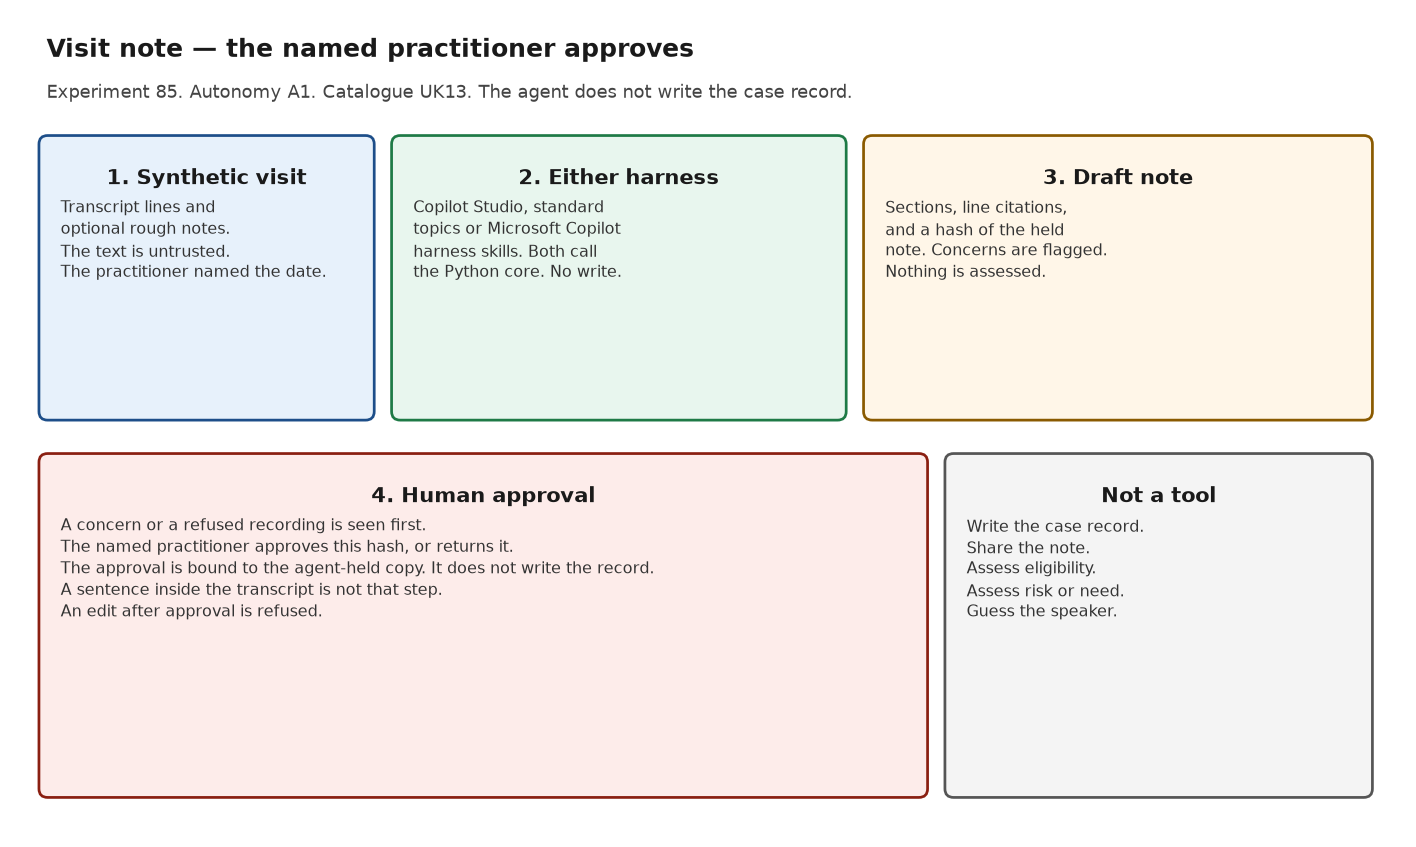 Visit note — the named practitioner approves
Experiment 85. Autonomy A1. Catalogue UK13. The agent does not write the case record.
1. Synthetic visit
Transcript lines and
optional rough notes.
The text is untrusted.
The practitioner named the date.
2. Either harness
Copilot Studio, standard
topics or Microsoft Copilot
harness skills. Both call
the Python core. No write.
3. Draft note
Sections, line citations,
and a hash of the held
note. Concerns are flagged.
Nothing is assessed.
4. Human approval
A concern or a refused recording is seen first.
The named practitioner approves this hash, or returns it.
The approval is bound to the agent-held copy. It does not write the record.
A sentence inside the transcript is not that step.
An edit after approval is refused.
Not a tool
Write the case record.
Share the note.
Assess eligibility.
Assess risk or need.
Guess the speaker.